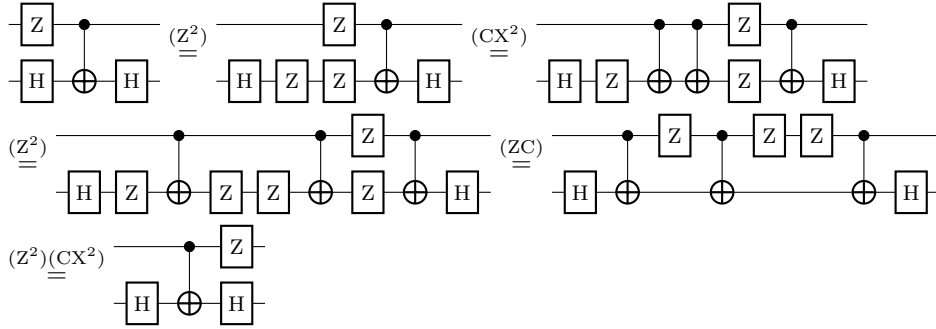 Z Z Z
(Z²) = (CX²) =
H H H Z Z H H Z Z H
Z Z Z Z
(Z²) = (ZC) =
H Z Z Z Z H H H
Z
(Z²)(CX²) =
H H